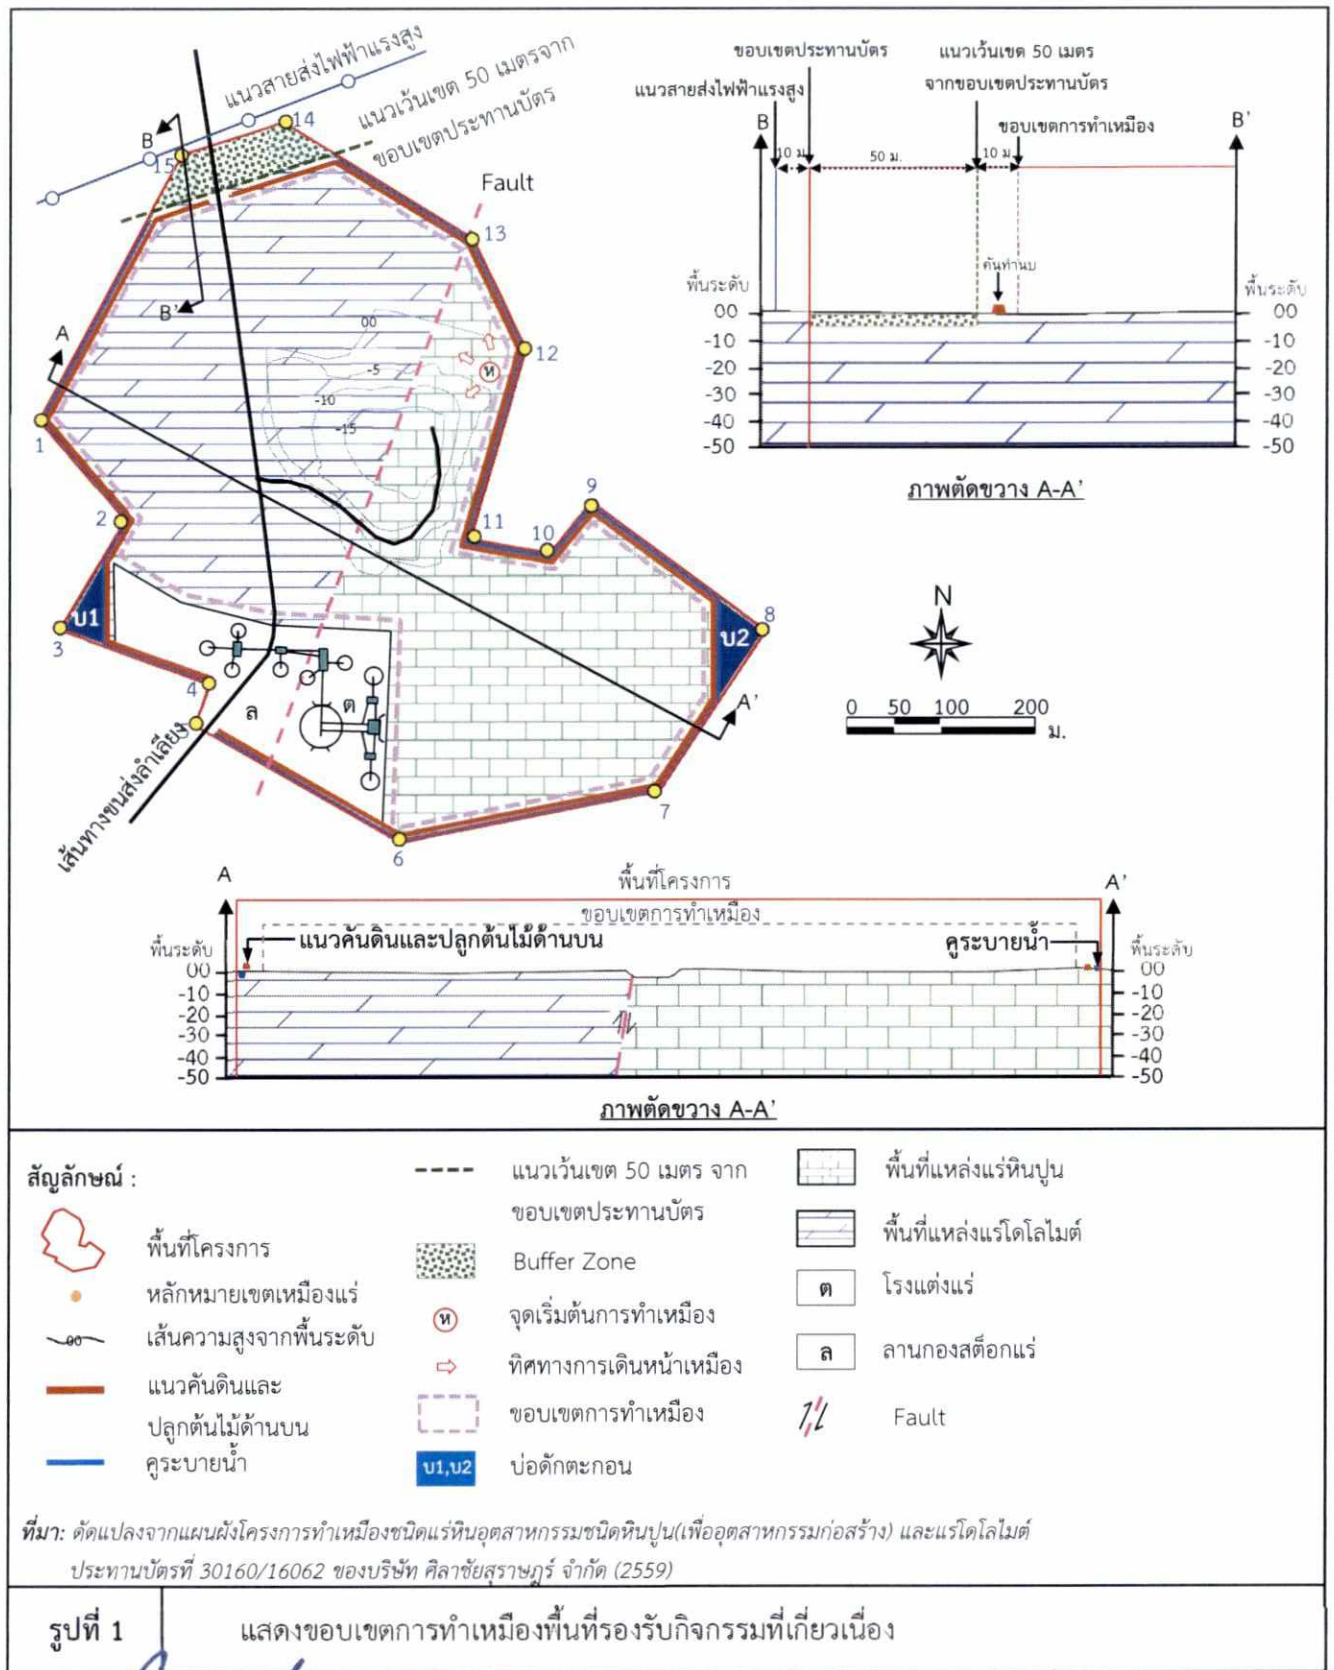 แนวสายส่งไฟฟ้าแรงสูง
แนวเว้นเขต 50 เมตรจาก
ขอบเขตประทานบัตร
14
15
B
B'
Fault
13
12
A
1
2
3
4
5
6
7
8
9
10
11
00
-5
-10
-15
ห
บ1
บ2
ล
ต
A'
เส้นทางขนส่งลำเลียง
ขอบเขตประทานบัตร
แนวเว้นเขต 50 เมตร
จากขอบเขตประทานบัตร
แนวสายส่งไฟฟ้าแรงสูง
ขอบเขตการทำเหมือง
B
B'
10 ม
50 ม.
10 ม
คันทำนบ
พื้นระดับ
00
-10
-20
-30
-40
-50
พื้นระดับ
00
-10
-20
-30
-40
-50
ภาพตัดขวาง A-A'
N
0 50 100 200
ม.
A
พื้นที่โครงการ
A'
ขอบเขตการทำเหมือง
แนวคันดินและปลูกต้นไม้ด้านบน
คูระบายน้ำ
พื้นระดับ
00
-10
-20
-30
-40
-50
พื้นระดับ
00
-10
-20
-30
-40
-50
ภาพตัดขวาง A-A'
สัญลักษณ์ :
พื้นที่โครงการ
หลักหมายเขตเหมืองแร่
00
เส้นความสูงจากพื้นระดับ
แนวคันดินและ
ปลูกต้นไม้ด้านบน
คูระบายน้ำ
แนวเว้นเขต 50 เมตร จาก
ขอบเขตประทานบัตร
Buffer Zone
ห
จุดเริ่มต้นการทำเหมือง
ทิศทางการเดินหน้าเหมือง
ขอบเขตการทำเหมือง
บ1,บ2
บ่อดักตะกอน
พื้นที่แหล่งแร่หินปูน
พื้นที่แหล่งแร่โดโลไมต์
ต
โรงแต่งแร่
ล
ลานกองสต็อกแร่
Fault
ที่มา: ดัดแปลงจากแผนผังโครงการทำเหมืองชนิดแร่หินอุตสาหกรรมชนิดหินปูน(เพื่ออุตสาหกรรมก่อสร้าง) และแร่โดโลไมต์
ประทานบัตรที่ 30160/16062 ของบริษัท ศิลาชัยสุราษฎร์ จำกัด (2559)
รูปที่ 1
แสดงขอบเขตการทำเหมืองพื้นที่รองรับกิจกรรมที่เกี่ยวเนื่อง